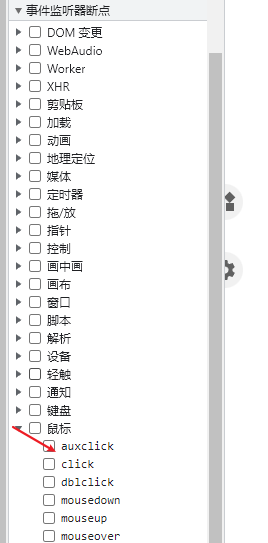 事件监听器断点
DOM 变更
WebAudio
Worker
XHR
剪贴板
加载
动画
地理定位
媒体
定时器
拖/放
指针
控制
画中画
画布
窗口
脚本
解析
设备
轻触
通知
键盘
鼠标
auxclick
click
dblclick
mousedown
mouseup
mouseover